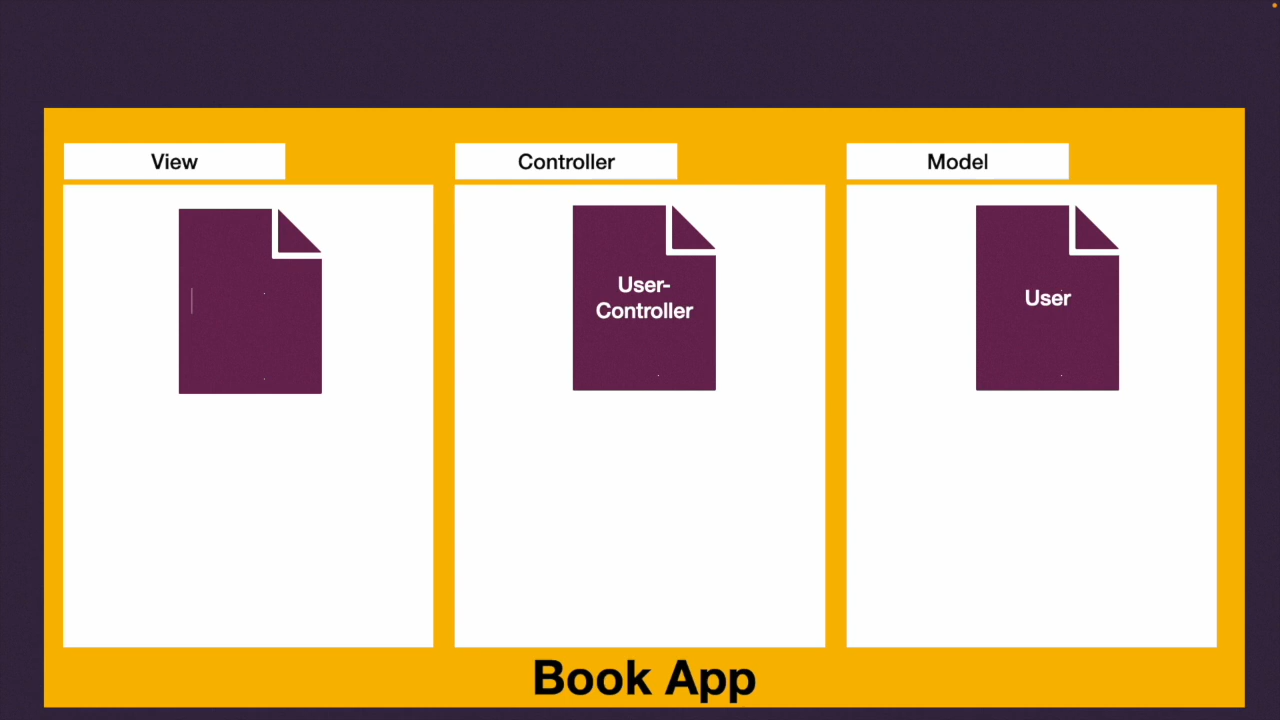 View
Controller
Model
User-
Controller
User
Book App